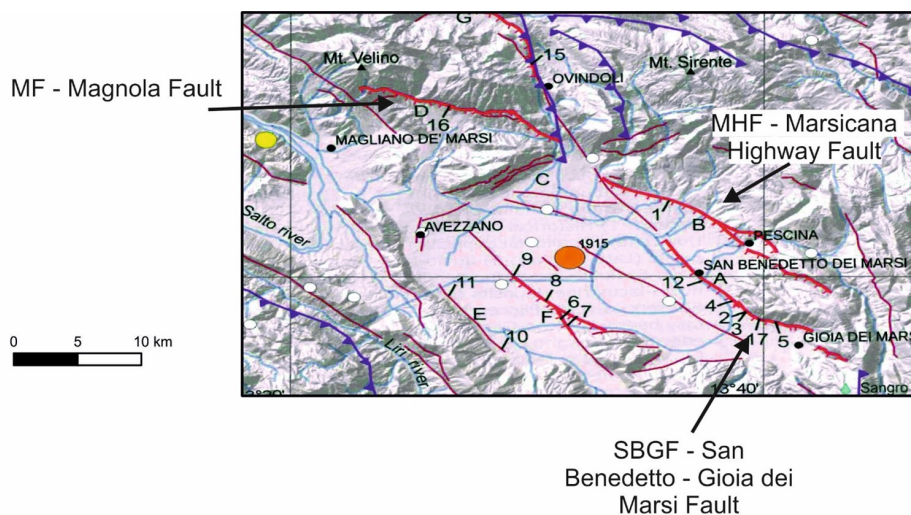 G
Mt. Velino
15
Mt. Sirente
OVINDOLI
MF - Magnola Fault
D
16
MHF - Marsicana
Highway Fault
MAGLIANO DE' MARSI
C
1
B
Salto river
AVEZZANO
1915
PESCINA
SAN BENEDETTO DEI MARSI
9
12
A
11
8
4
6
7
2
E
F
3
17
5
GIOIA DEI MARS
10
0 5 10 km
Liri river
13°40'
Sangro
SBGF - San
Benedetto - Gioia dei
Marsi Fault